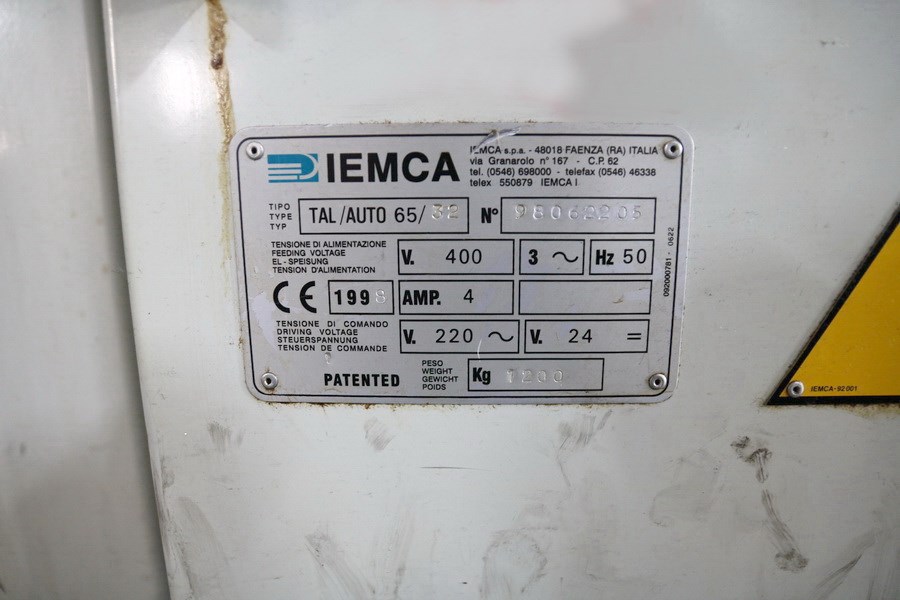 IEMCA
IEMCA s.p.a. - 48018 FAENZA (RA) ITALIA
via Granarolo n° 167 - C.P. 62
tel. (0546) 698000 - telefax (0546) 46338
telex 550879 IEMCA I
TIPO
TYPE
TYP
TAL/AUTO 65/32 N° 98062205
TENSIONE DI ALIMENTAZIONE
FEEDING VOLTAGE
EL-SPEISUNG
TENSION D'ALIMENTATION
V. 400 3 ~ Hz 50
CE 1998 AMP. 4
TENSIONE DI COMANDO
DRIVING VOLTAGE
STEUERSPANNUNG
TENSION DE COMMANDE
V. 220 ~ V. 24 =
PATENTED
PESO
WEIGHT
GEWICHT
POIDS
Kg 1200
092000781 - 0622
IEMCA-92001